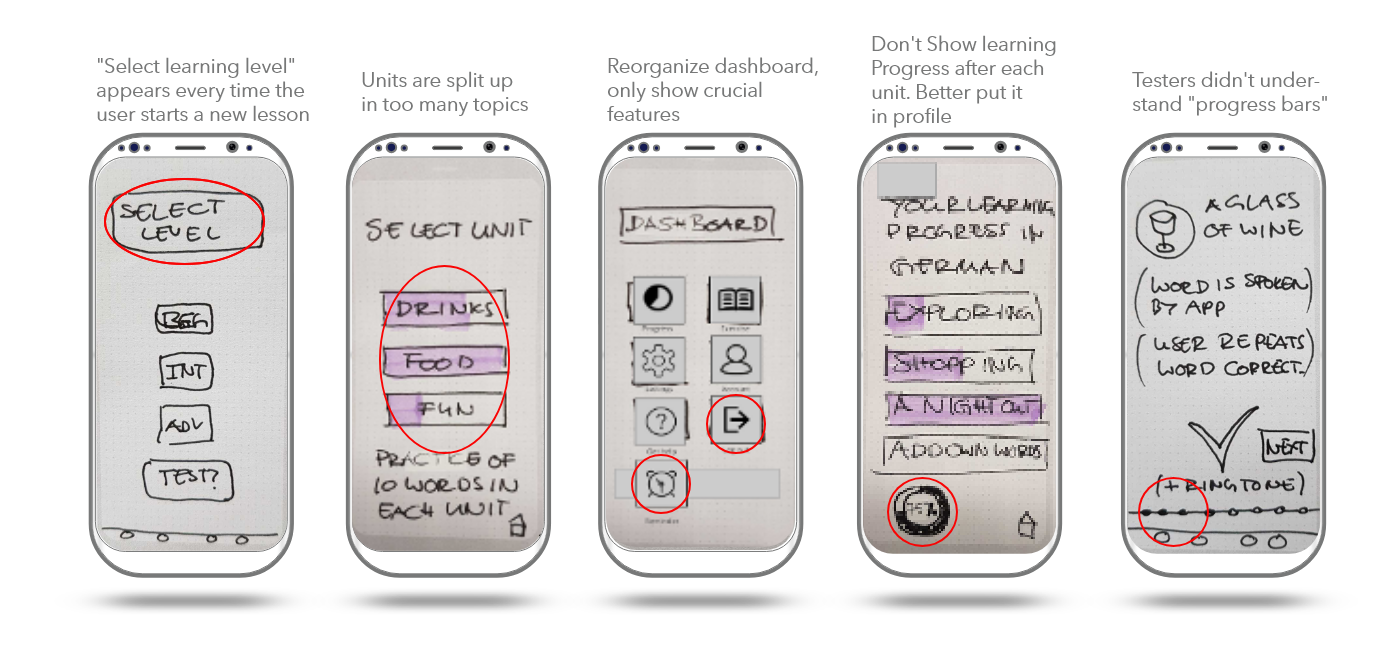 "Select learning level"
appears every time the
user starts a new lesson
SELECT
LEVEL
BEG
INT
ADV
TEST?
Units are split up
in too many topics
SELECT UNIT
DRINKS
FOOD
FUN
PRACTICE OF
10 WORDS IN
EACH UNIT
Reorganize dashboard,
only show crucial
features
DASHBOARD
Progress
Exercise
Settings
Account
Reminder
Don't Show learning
Progress after each
unit. Better put it
in profile
YOUR LEARNING
PROGRESS IN
GERMAN
EXPLORING
SHOPPING
A NIGHT OUT
ADD OWN WORDS
75%
Testers didn't under-
stand "progress bars"
A GLASS
OF WINE
(WORD IS SPOKEN)
BY APP
(USER REPEATS
WORD CORRECT.)
NEXT
(+ RINGTONE)